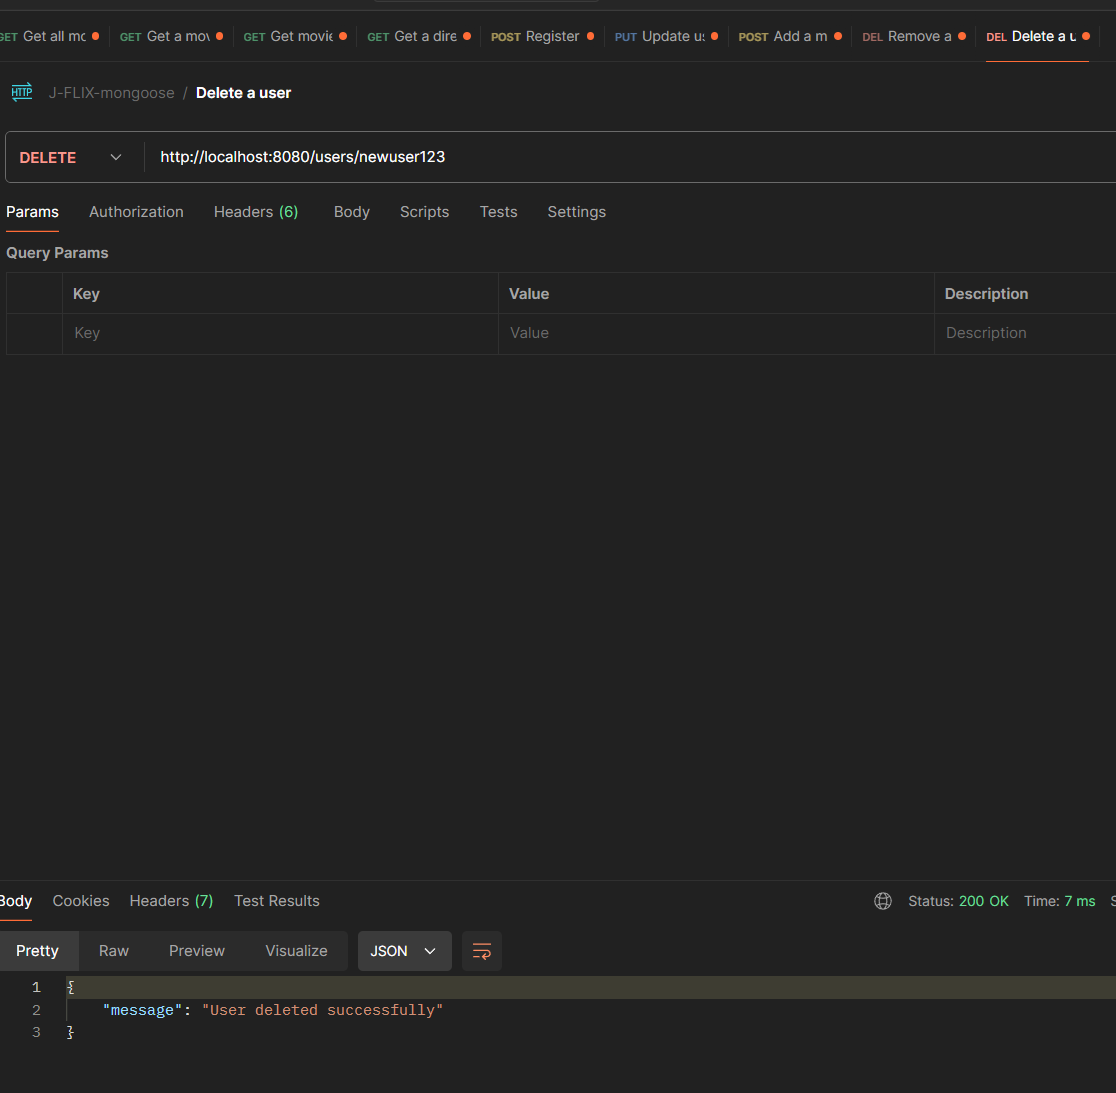 GET Get all mc GET Get a mov GET Get movie GET Get a dire POST Register PUT Update us POST Add a m DEL Remove a DEL Delete a u
HTTP J-FLIX-mongoose / Delete a user
DELETE http://localhost:8080/users/newuser123
Params Authorization Headers (6) Body Scripts Tests Settings
Query Params
Key Value Description
Key Value Description
Body Cookies Headers (7) Test Results Status: 200 OK Time: 7 ms S
Pretty Raw Preview Visualize JSON
1 {
2 "message": "User deleted successfully"
3 }